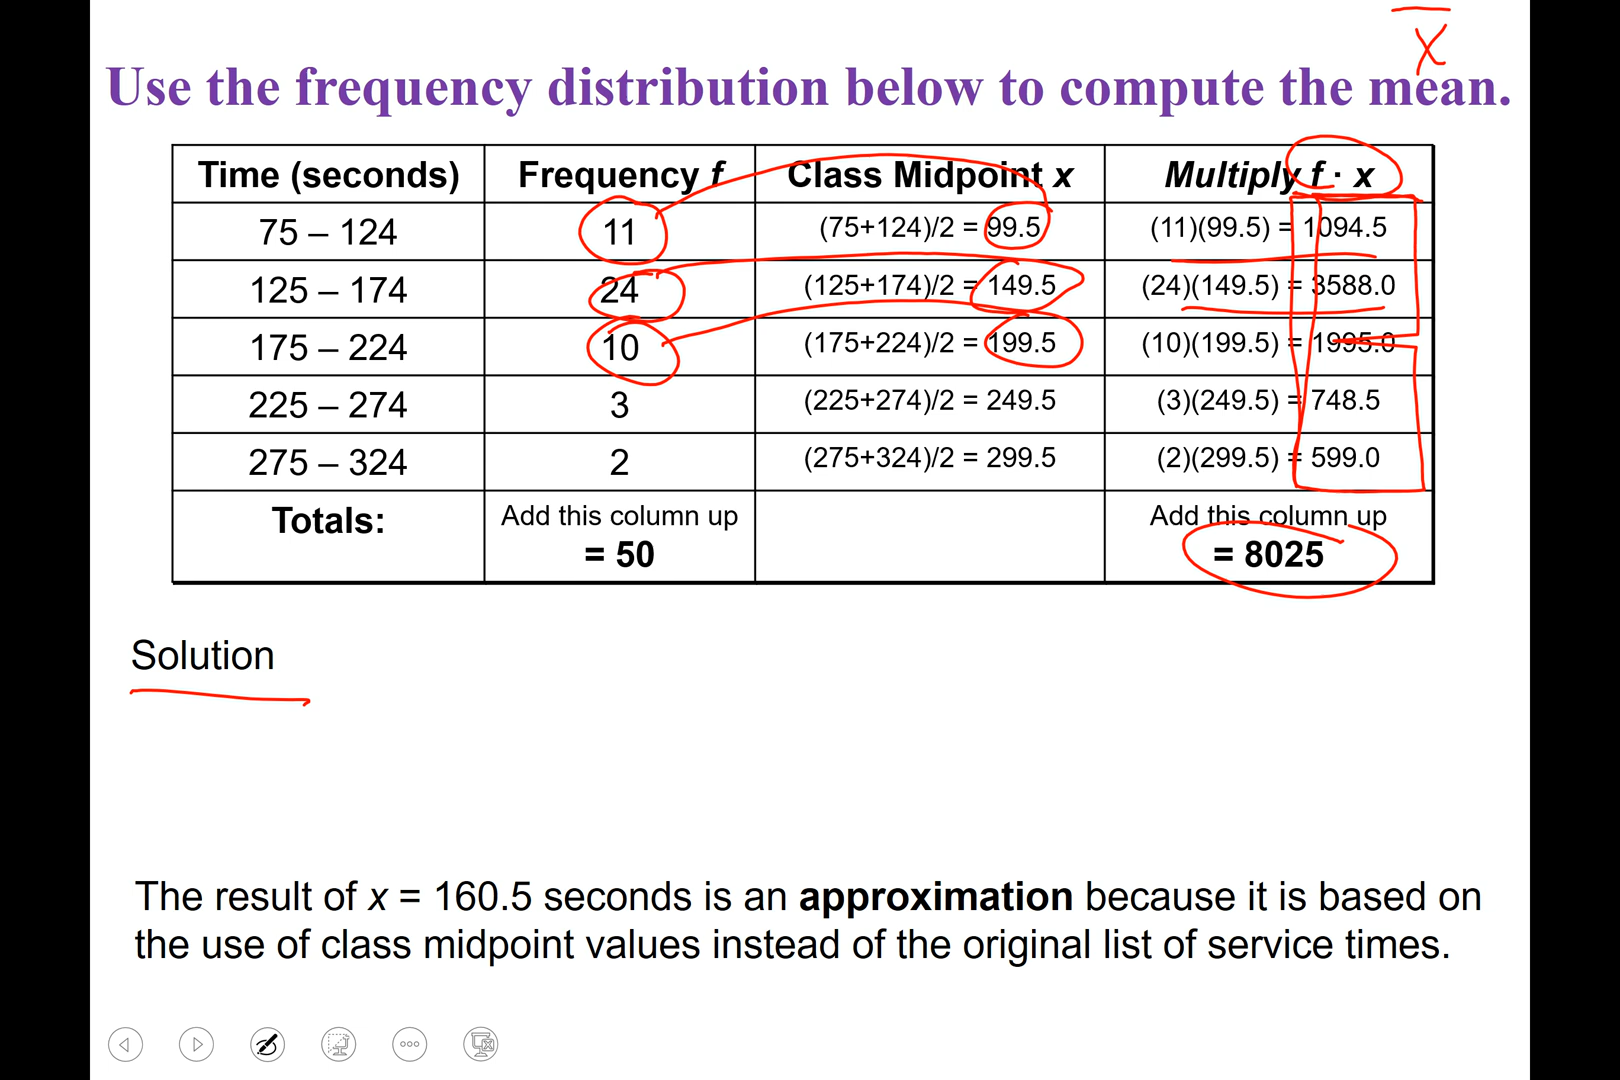 x̄
Use the frequency distribution below to compute the mean.
Time (seconds) Frequency f Class Midpoint x Multiply f · x
75 – 124 11 (75+124)/2 = 99.5 (11)(99.5) = 1094.5
125 – 174 24 (125+174)/2 = 149.5 (24)(149.5) = 3588.0
175 – 224 10 (175+224)/2 = 199.5 (10)(199.5) = 1995.0
225 – 274 3 (225+274)/2 = 249.5 (3)(249.5) = 748.5
275 – 324 2 (275+324)/2 = 299.5 (2)(299.5) = 599.0
Totals: Add this column up Add this column up
= 50 = 8025
Solution
The result of x = 160.5 seconds is an approximation because it is based on
the use of class midpoint values instead of the original list of service times.